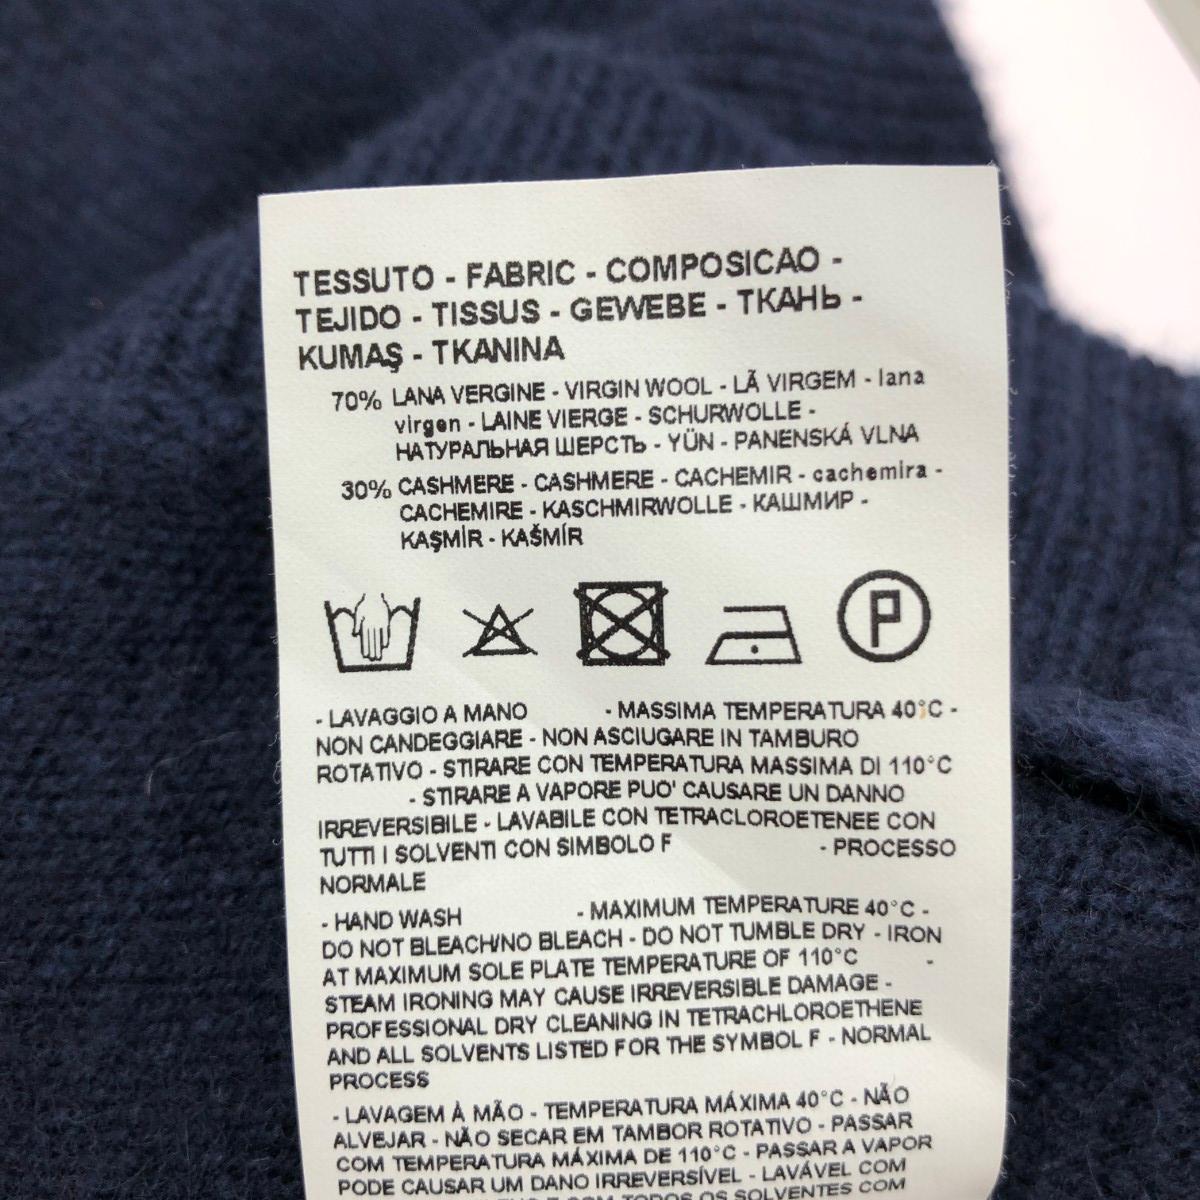 TESSUTO - FABRIC - COMPOSICAO -
TEJIDO - TISSUS - GEWEBE - ТКАНЬ -
KUMAŞ - TKANINA
70% LANA VERGINE - VIRGIN WOOL - LÃ VIRGEM - lana
virgen - LAINE VIERGE - SCHURWOLLE -
НАТУРАЛЬНАЯ ШЕРСТЬ - YÜN - PANENSKÁ VLNA
30% CASHMERE - CASHMERE - CACHEMIR - cachemira -
CACHEMIRE - KASCHMIRWOLLE - КАШМИР -
KAŞMİR - KAŠMÍR
P
- LAVAGGIO A MANO - MASSIMA TEMPERATURA 40°C -
NON CANDEGGIARE - NON ASCIUGARE IN TAMBURO
ROTATIVO - STIRARE CON TEMPERATURA MASSIMA DI 110°C
- STIRARE A VAPORE PUO' CAUSARE UN DANNO
IRREVERSIBILE - LAVABILE CON TETRACLOROETENEE CON
TUTTI I SOLVENTI CON SIMBOLO F - PROCESSO
NORMALE
- HAND WASH - MAXIMUM TEMPERATURE 40°C -
DO NOT BLEACH/NO BLEACH - DO NOT TUMBLE DRY - IRON
AT MAXIMUM SOLE PLATE TEMPERATURE OF 110°C -
STEAM IRONING MAY CAUSE IRREVERSIBLE DAMAGE -
PROFESSIONAL DRY CLEANING IN TETRACHLOROETHENE
AND ALL SOLVENTS LISTED FOR THE SYMBOL F - NORMAL
PROCESS
- LAVAGEM À MÃO - TEMPERATURA MÁXIMA 40°C - NÃO
ALVEJAR - NÃO SECAR EM TAMBOR ROTATIVO - PASSAR
COM TEMPERATURA MÁXIMA DE 110°C - PASSAR A VAPOR
PODE CAUSAR UM DANO IRREVERSÍVEL - LAVÁVEL COM
E COM TODOS OS SOLVENTES COM